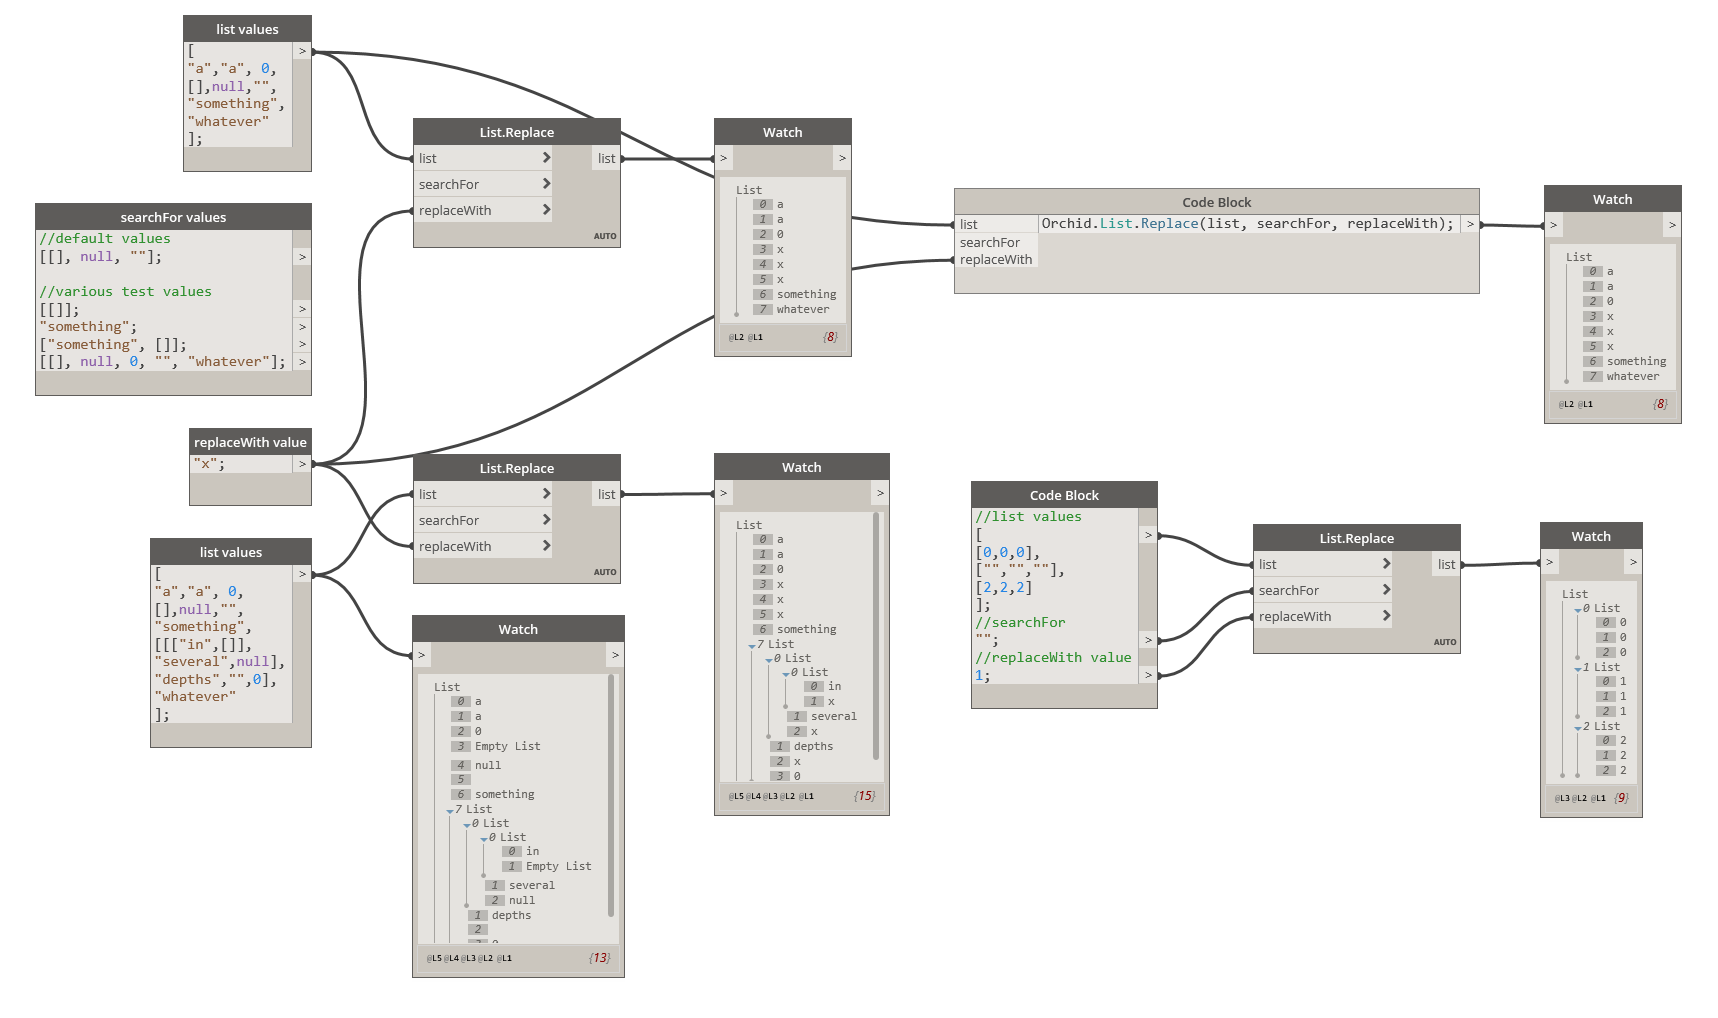 list values
[
"a","a", 0,
[],null,"",
"something",
"whatever"
];
>
searchFor values
//default values
[[], null, ""];
>
//various test values
[[]];
>
"something";
>
["something", []];
>
[[], null, 0, "", "whatever"];
>
replaceWith value
"x";
>
list values
[
"a","a", 0,
[],null,"",
"something",
[[["in",[]],
"several",null],
"depths","",0],
"whatever"
];
>
List.Replace
list
searchFor
replaceWith
list
AUTO
Watch
> >
List
0 a
1 a
2 0
3 x
4 x
5 x
6 something
7 whatever
@L2 @L1 {8}
Code Block
list Orchid.List.Replace(list, searchFor, replaceWith); >
searchFor
replaceWith
Watch
> >
List
0 a
1 a
2 0
3 x
4 x
5 x
6 something
7 whatever
@L2 @L1 {8}
List.Replace
list
searchFor
replaceWith
list
AUTO
Watch
> >
List
0 a
1 a
2 0
3 x
4 x
5 x
6 something
7 List
0 List
0 List
0 in
1 x
1 several
2 x
1 depths
2 x
3 0
@L5 @L4 @L3 @L2 @L1 {15}
Watch
> >
List
0 a
1 a
2 0
3 Empty List
4 null
5
6 something
7 List
0 List
0 List
0 in
1 Empty List
1 several
2 null
1 depths
2
@L5 @L4 @L3 @L2 @L1 {13}
Code Block
//list values
[
>
[0,0,0],
["","",""],
[2,2,2]
];
//searchFor
"";
>
//replaceWith value
1;
>
List.Replace
list
searchFor
replaceWith
list
AUTO
Watch
> >
List
0 List
0 0
1 0
2 0
1 List
0 1
1 1
2 1
2 List
0 2
1 2
2 2
@L3 @L2 @L1 {9}